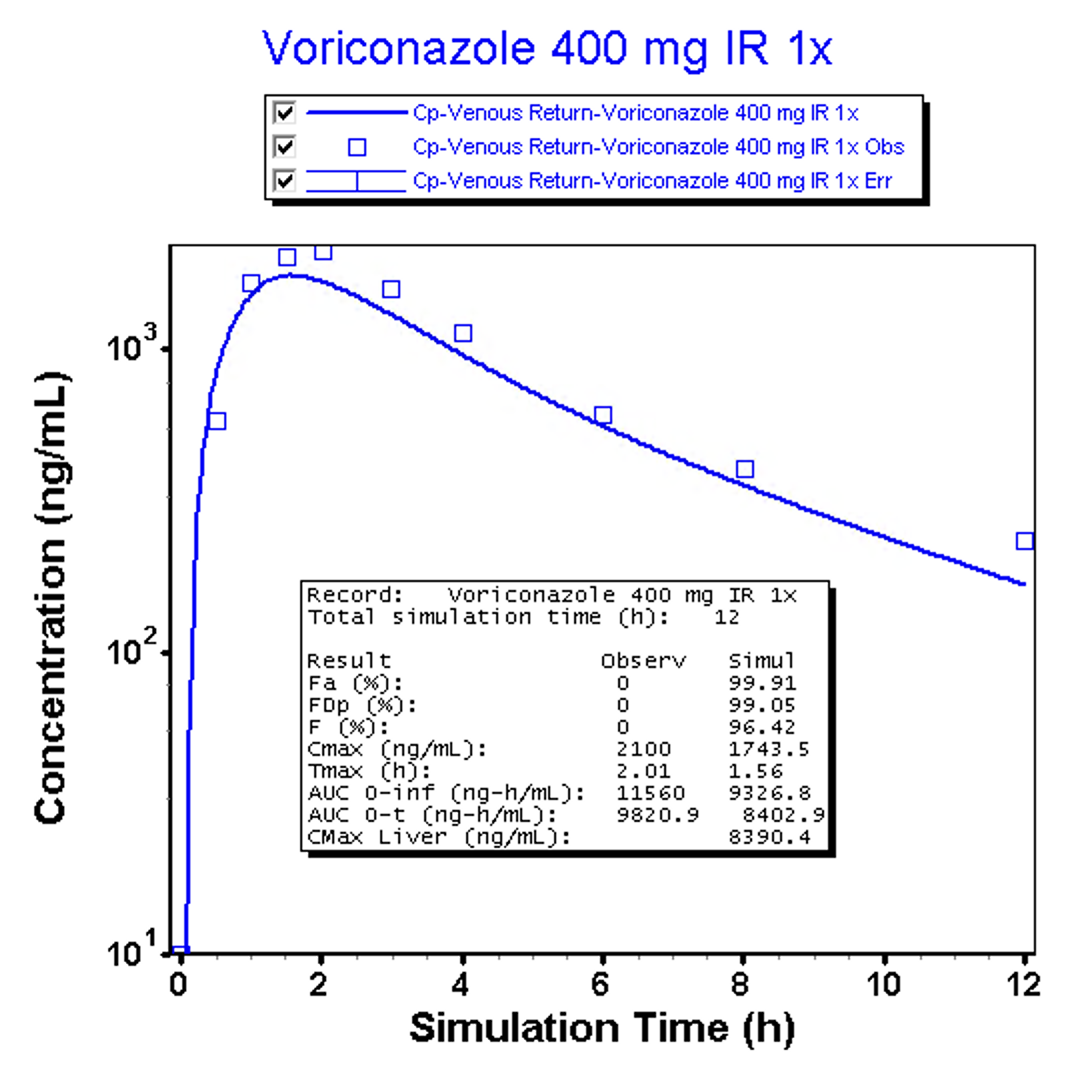 Voriconazole 400 mg IR 1x
Cp-Venous Return-Voriconazole 400 mg IR 1x
Cp-Venous Return-Voriconazole 400 mg IR 1x Obs
Cp-Venous Return-Voriconazole 400 mg IR 1x Err
Concentration (ng/mL)
10³
10²
10¹
Record: Voriconazole 400 mg IR 1x
Total simulation time (h): 12
Result Observ Simul
Fa (%): 0 99.91
FDp (%): 0 99.05
F (%): 0 96.42
Cmax (ng/mL): 2100 1743.5
Tmax (h): 2.01 1.56
AUC 0-inf (ng-h/mL): 11560 9326.8
AUC 0-t (ng-h/mL): 9820.9 8402.9
CMax Liver (ng/mL): 8390.4
0 2 4 6 8 10 12
Simulation Time (h)